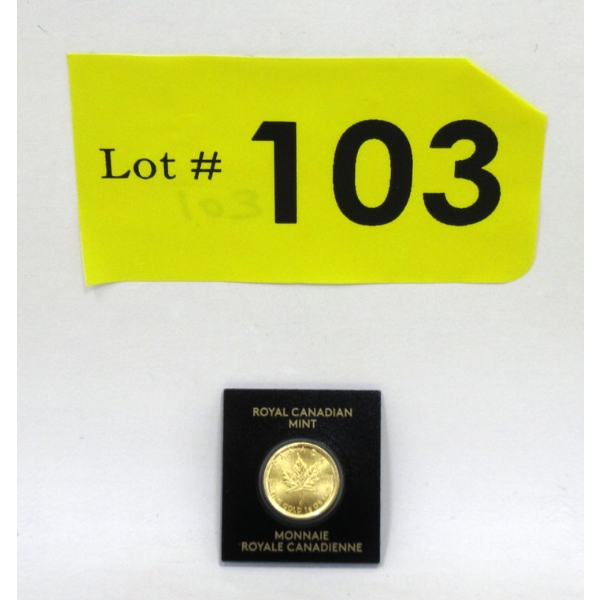 Lot # 103
103
ROYAL CANADIAN
MINT
MONNAIE
ROYALE CANADIENNE